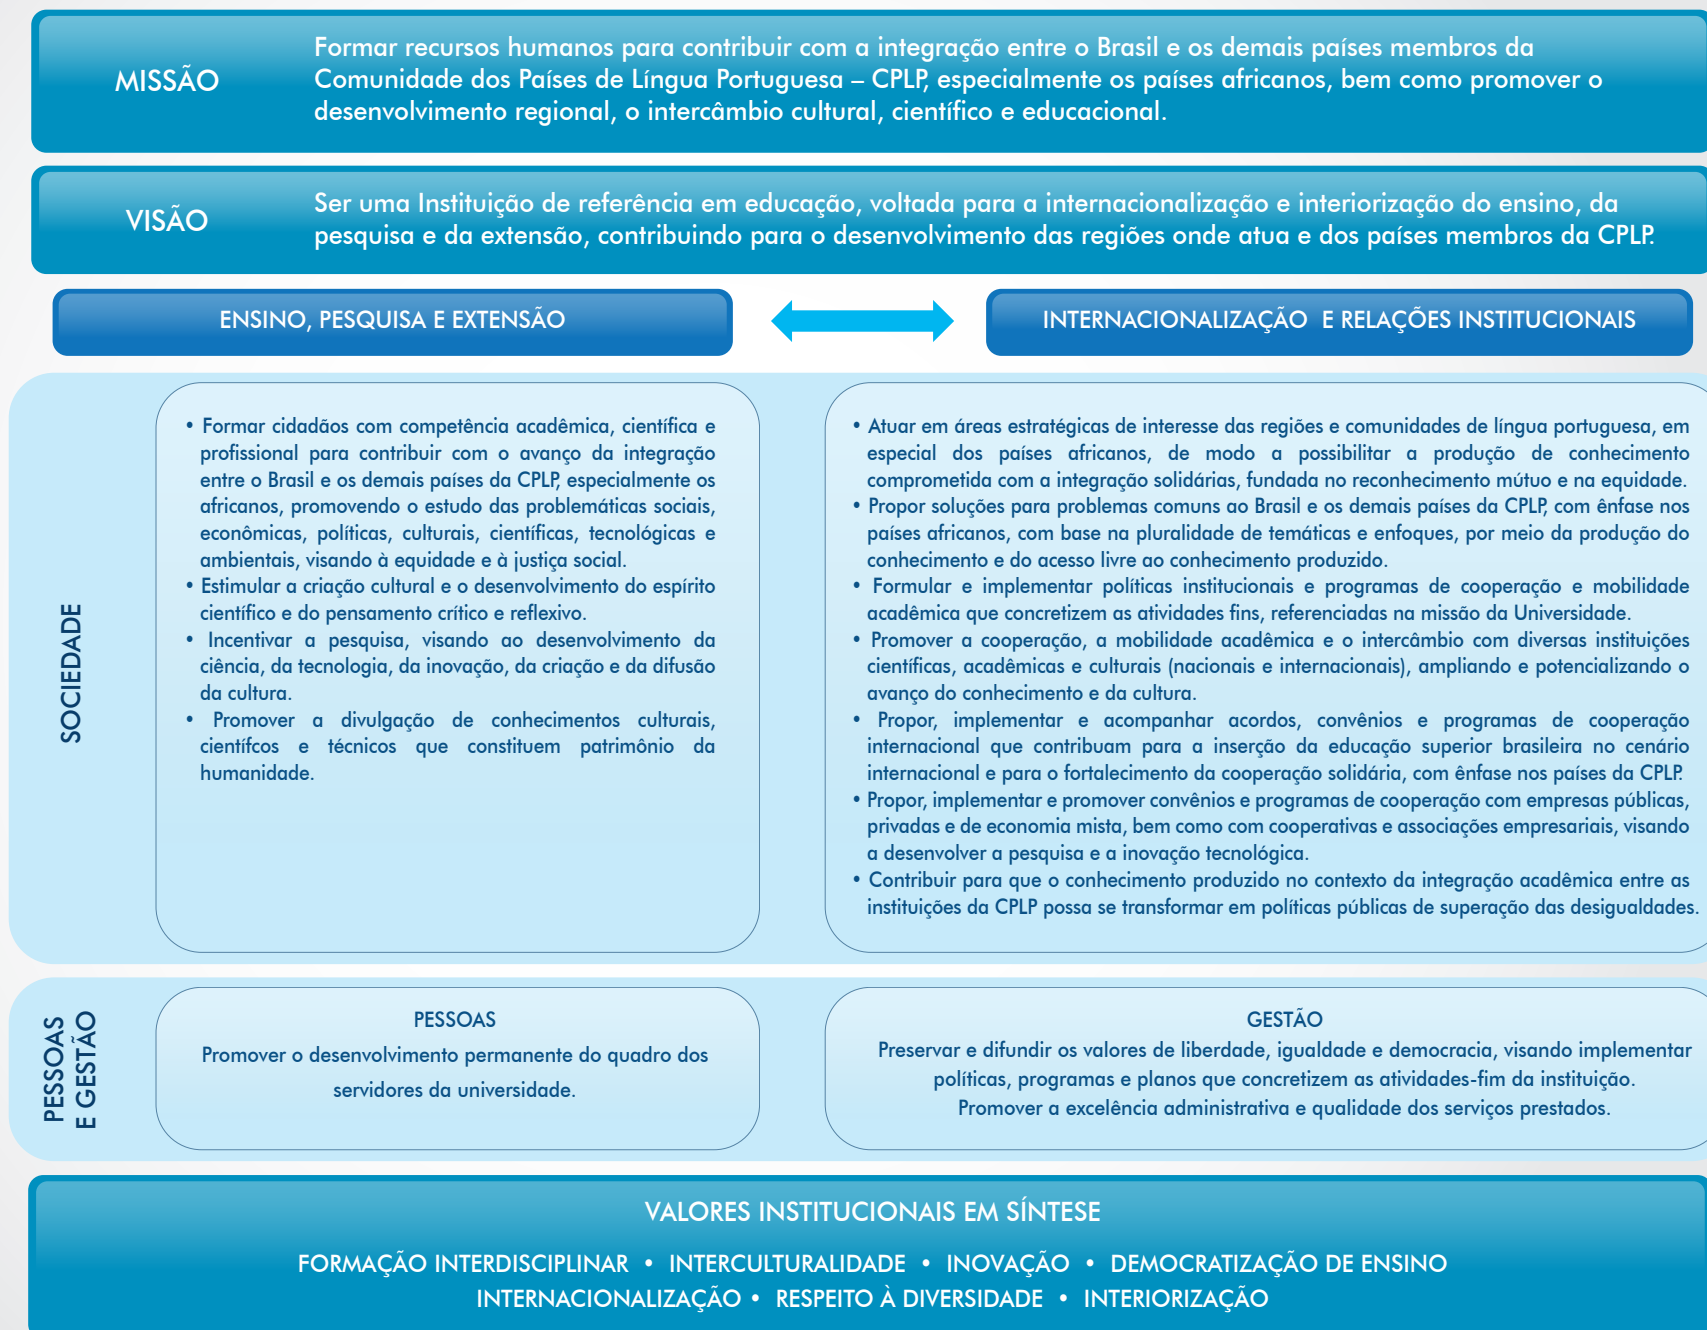 MISSÃO
Formar recursos humanos para contribuir com a integração entre o Brasil e os demais países membros da
Comunidade dos Países de Língua Portuguesa – CPLP, especialmente os países africanos, bem como promover o
desenvolvimento regional, o intercâmbio cultural, científico e educacional.
VISÃO
Ser uma Instituição de referência em educação, voltada para a internacionalização e interiorização do ensino, da
pesquisa e da extensão, contribuindo para o desenvolvimento das regiões onde atua e dos países membros da CPLP.
ENSINO, PESQUISA E EXTENSÃO
INTERNACIONALIZAÇÃO E RELAÇÕES INSTITUCIONAIS
SOCIEDADE
• Formar cidadãos com competência acadêmica, científica e
profissional para contribuir com o avanço da integração
entre o Brasil e os demais países da CPLP, especialmente os
africanos, promovendo o estudo das problemáticas sociais,
econômicas, políticas, culturais, científicas, tecnológicas e
ambientais, visando à equidade e à justiça social.
• Estimular a criação cultural e o desenvolvimento do espírito
científico e do pensamento crítico e reflexivo.
• Incentivar a pesquisa, visando ao desenvolvimento da
ciência, da tecnologia, da inovação, da criação e da difusão
da cultura.
• Promover a divulgação de conhecimentos culturais,
científcos e técnicos que constituem patrimônio da
humanidade.
• Atuar em áreas estratégicas de interesse das regiões e comunidades de língua portuguesa, em
especial dos países africanos, de modo a possibilitar a produção de conhecimento
comprometida com a integração solidárias, fundada no reconhecimento mútuo e na equidade.
• Propor soluções para problemas comuns ao Brasil e os demais países da CPLP, com ênfase nos
países africanos, com base na pluralidade de temáticas e enfoques, por meio da produção do
conhecimento e do acesso livre ao conhecimento produzido.
• Formular e implementar políticas institucionais e programas de cooperação e mobilidade
acadêmica que concretizem as atividades fins, referenciadas na missão da Universidade.
• Promover a cooperação, a mobilidade acadêmica e o intercâmbio com diversas instituições
científicas, acadêmicas e culturais (nacionais e internacionais), ampliando e potencializando o
avanço do conhecimento e da cultura.
• Propor, implementar e acompanhar acordos, convênios e programas de cooperação
internacional que contribuam para a inserção da educação superior brasileira no cenário
internacional e para o fortalecimento da cooperação solidária, com ênfase nos países da CPLP.
• Propor, implementar e promover convênios e programas de cooperação com empresas públicas,
privadas e de economia mista, bem como com cooperativas e associações empresariais, visando
a desenvolver a pesquisa e a inovação tecnológica.
• Contribuir para que o conhecimento produzido no contexto da integração acadêmica entre as
instituições da CPLP possa se transformar em políticas públicas de superação das desigualdades.
PESSOAS
E GESTÃO
PESSOAS
Promover o desenvolvimento permanente do quadro dos
servidores da universidade.
GESTÃO
Preservar e difundir os valores de liberdade, igualdade e democracia, visando implementar
políticas, programas e planos que concretizem as atividades-fim da instituição.
Promover a excelência administrativa e qualidade dos serviços prestados.
VALORES INSTITUCIONAIS EM SÍNTESE
FORMAÇÃO INTERDISCIPLINAR • INTERCULTURALIDADE • INOVAÇÃO • DEMOCRATIZAÇÃO DE ENSINO
INTERNACIONALIZAÇÃO • RESPEITO À DIVERSIDADE • INTERIORIZAÇÃO